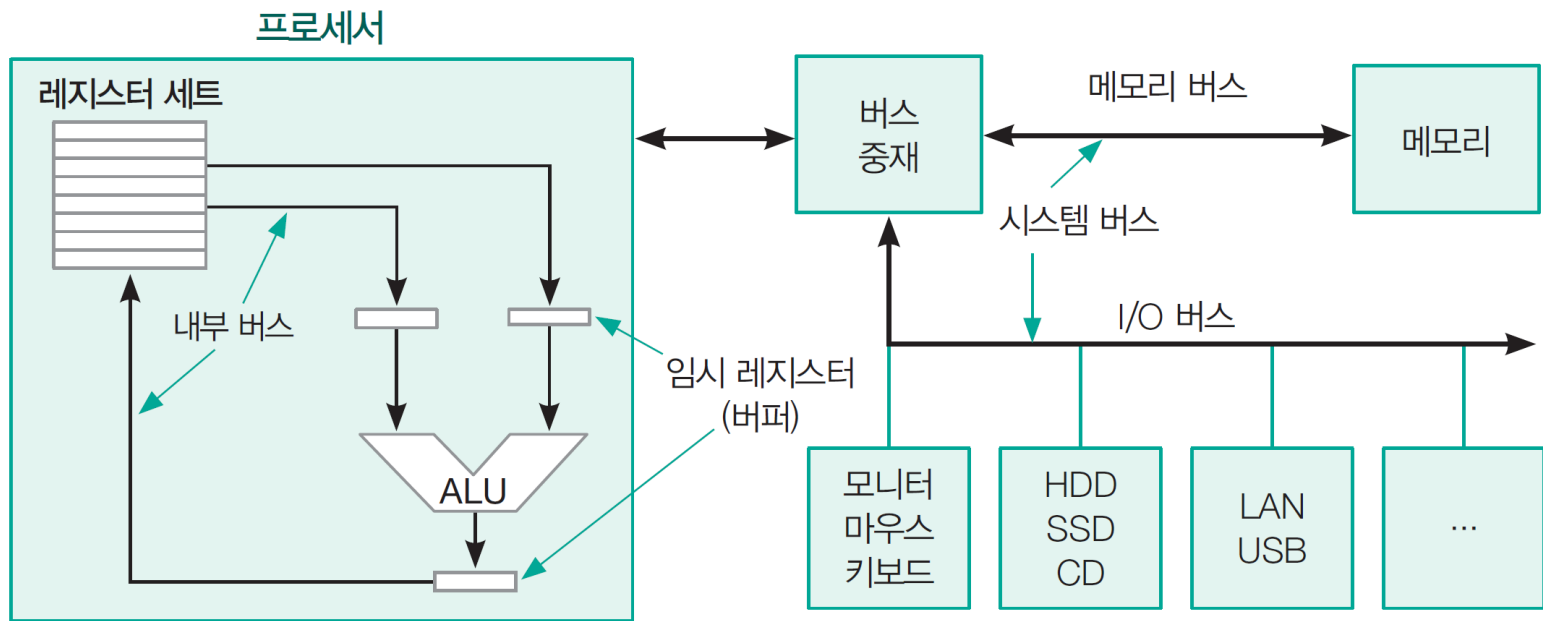 프로세서
레지스터 세트
내부 버스
ALU
임시 레지스터
(버퍼)
버스
중재
메모리 버스
메모리
시스템 버스
I/O 버스
모니터
마우스
키보드
HDD
SSD
CD
LAN
USB
...